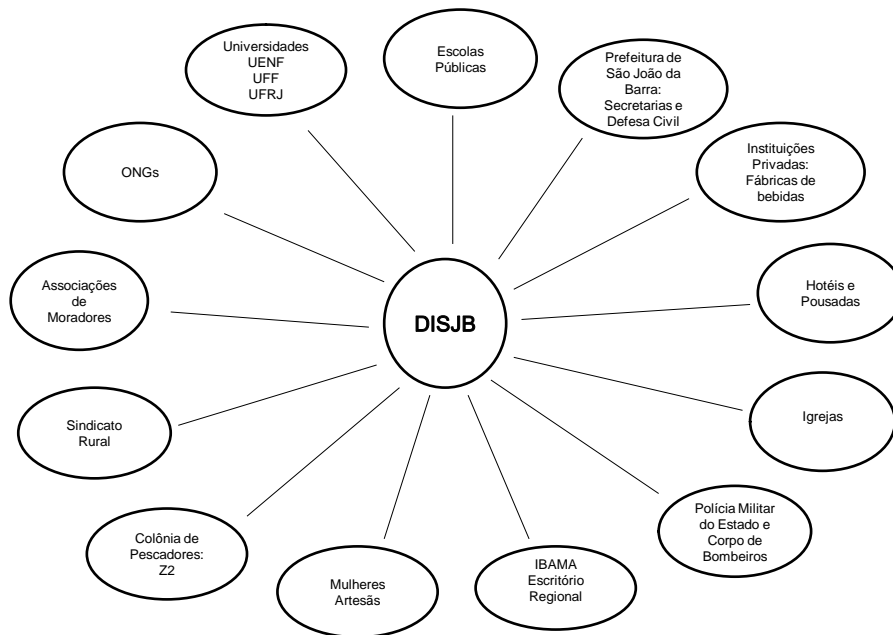 Universidades
UENF
UFF
UFRJ
Escolas
Públicas
Prefeitura de
São João da
Barra:
Secretarias e
Defesa Civil
Instituições
Privadas:
Fábricas de
bebidas
ONGs
Associações
de
Moradores
DISJB
Hotéis e
Pousadas
Igrejas
Sindicato
Rural
Polícia Militar
do Estado e
Corpo de
Bombeiros
Colônia de
Pescadores:
Z2
Mulheres
Artesãs
IBAMA
Escritório
Regional